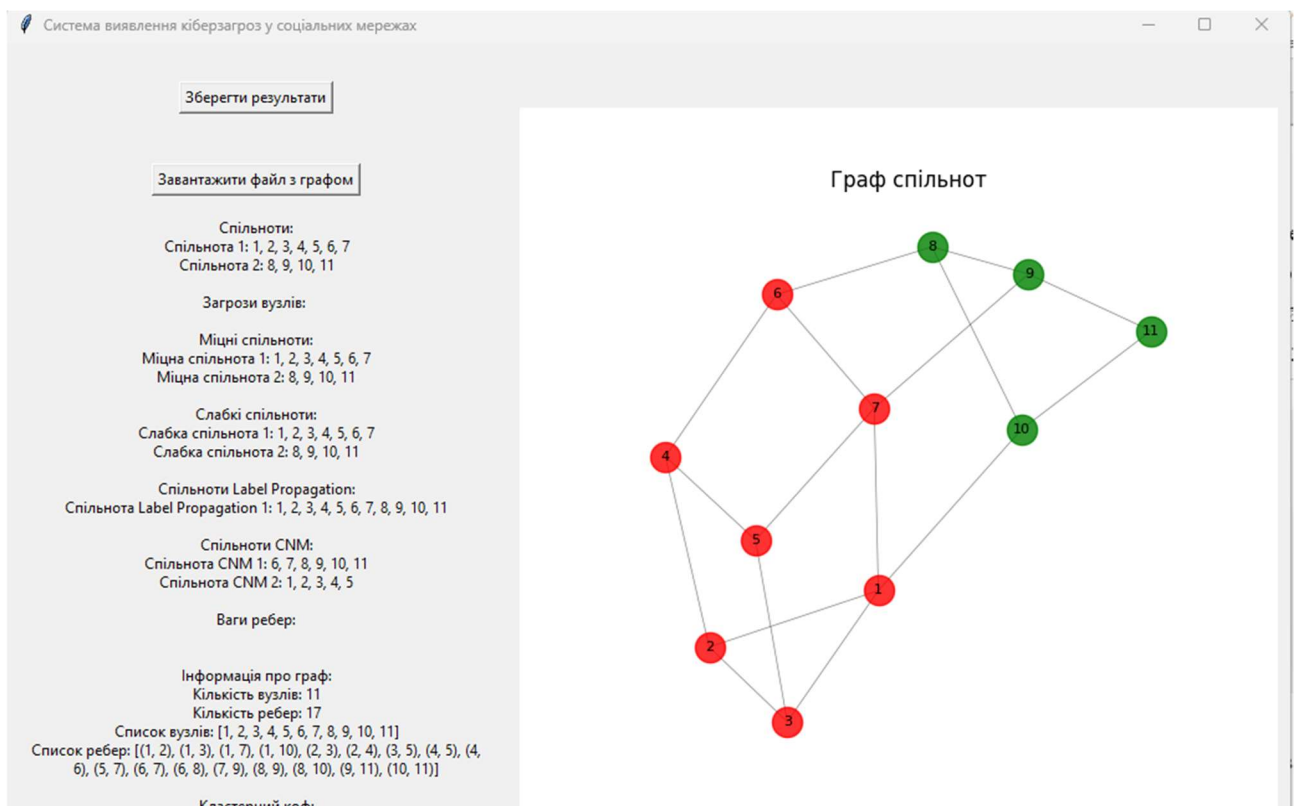 Система виявлення кіберзагроз у соціальних мережах
Зберегти результати
Завантажити файл з графом
Спільноти:
Спільнота 1: 1, 2, 3, 4, 5, 6, 7
Спільнота 2: 8, 9, 10, 11
Загрози вузлів:
Міцні спільноти:
Міцна спільнота 1: 1, 2, 3, 4, 5, 6, 7
Міцна спільнота 2: 8, 9, 10, 11
Слабкі спільноти:
Слабка спільнота 1: 1, 2, 3, 4, 5, 6, 7
Слабка спільнота 2: 8, 9, 10, 11
Спільноти Label Propagation:
Спільнота Label Propagation 1: 1, 2, 3, 4, 5, 6, 7, 8, 9, 10, 11
Спільноти CNM:
Спільнота CNM 1: 6, 7, 8, 9, 10, 11
Спільнота CNM 2: 1, 2, 3, 4, 5
Ваги ребер:
Інформація про граф:
Кількість вузлів: 11
Кількість ребер: 17
Список вузлів: [1, 2, 3, 4, 5, 6, 7, 8, 9, 10, 11]
Список ребер: [(1, 2), (1, 3), (1, 7), (1, 10), (2, 3), (2, 4), (3, 5), (4, 5), (4,
6), (5, 7), (6, 7), (6, 8), (7, 9), (8, 9), (8, 10), (9, 11), (10, 11)]
Граф спільнот
8
9
6
11
7
10
4
5
1
2
3